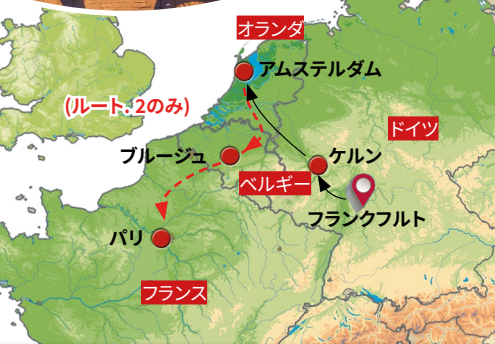 オランダ
アムステルダム
(ルート. 2のみ)
ドイツ
ブルージュ
ケルン
ベルギー
フランクフルト
パリ
フランス